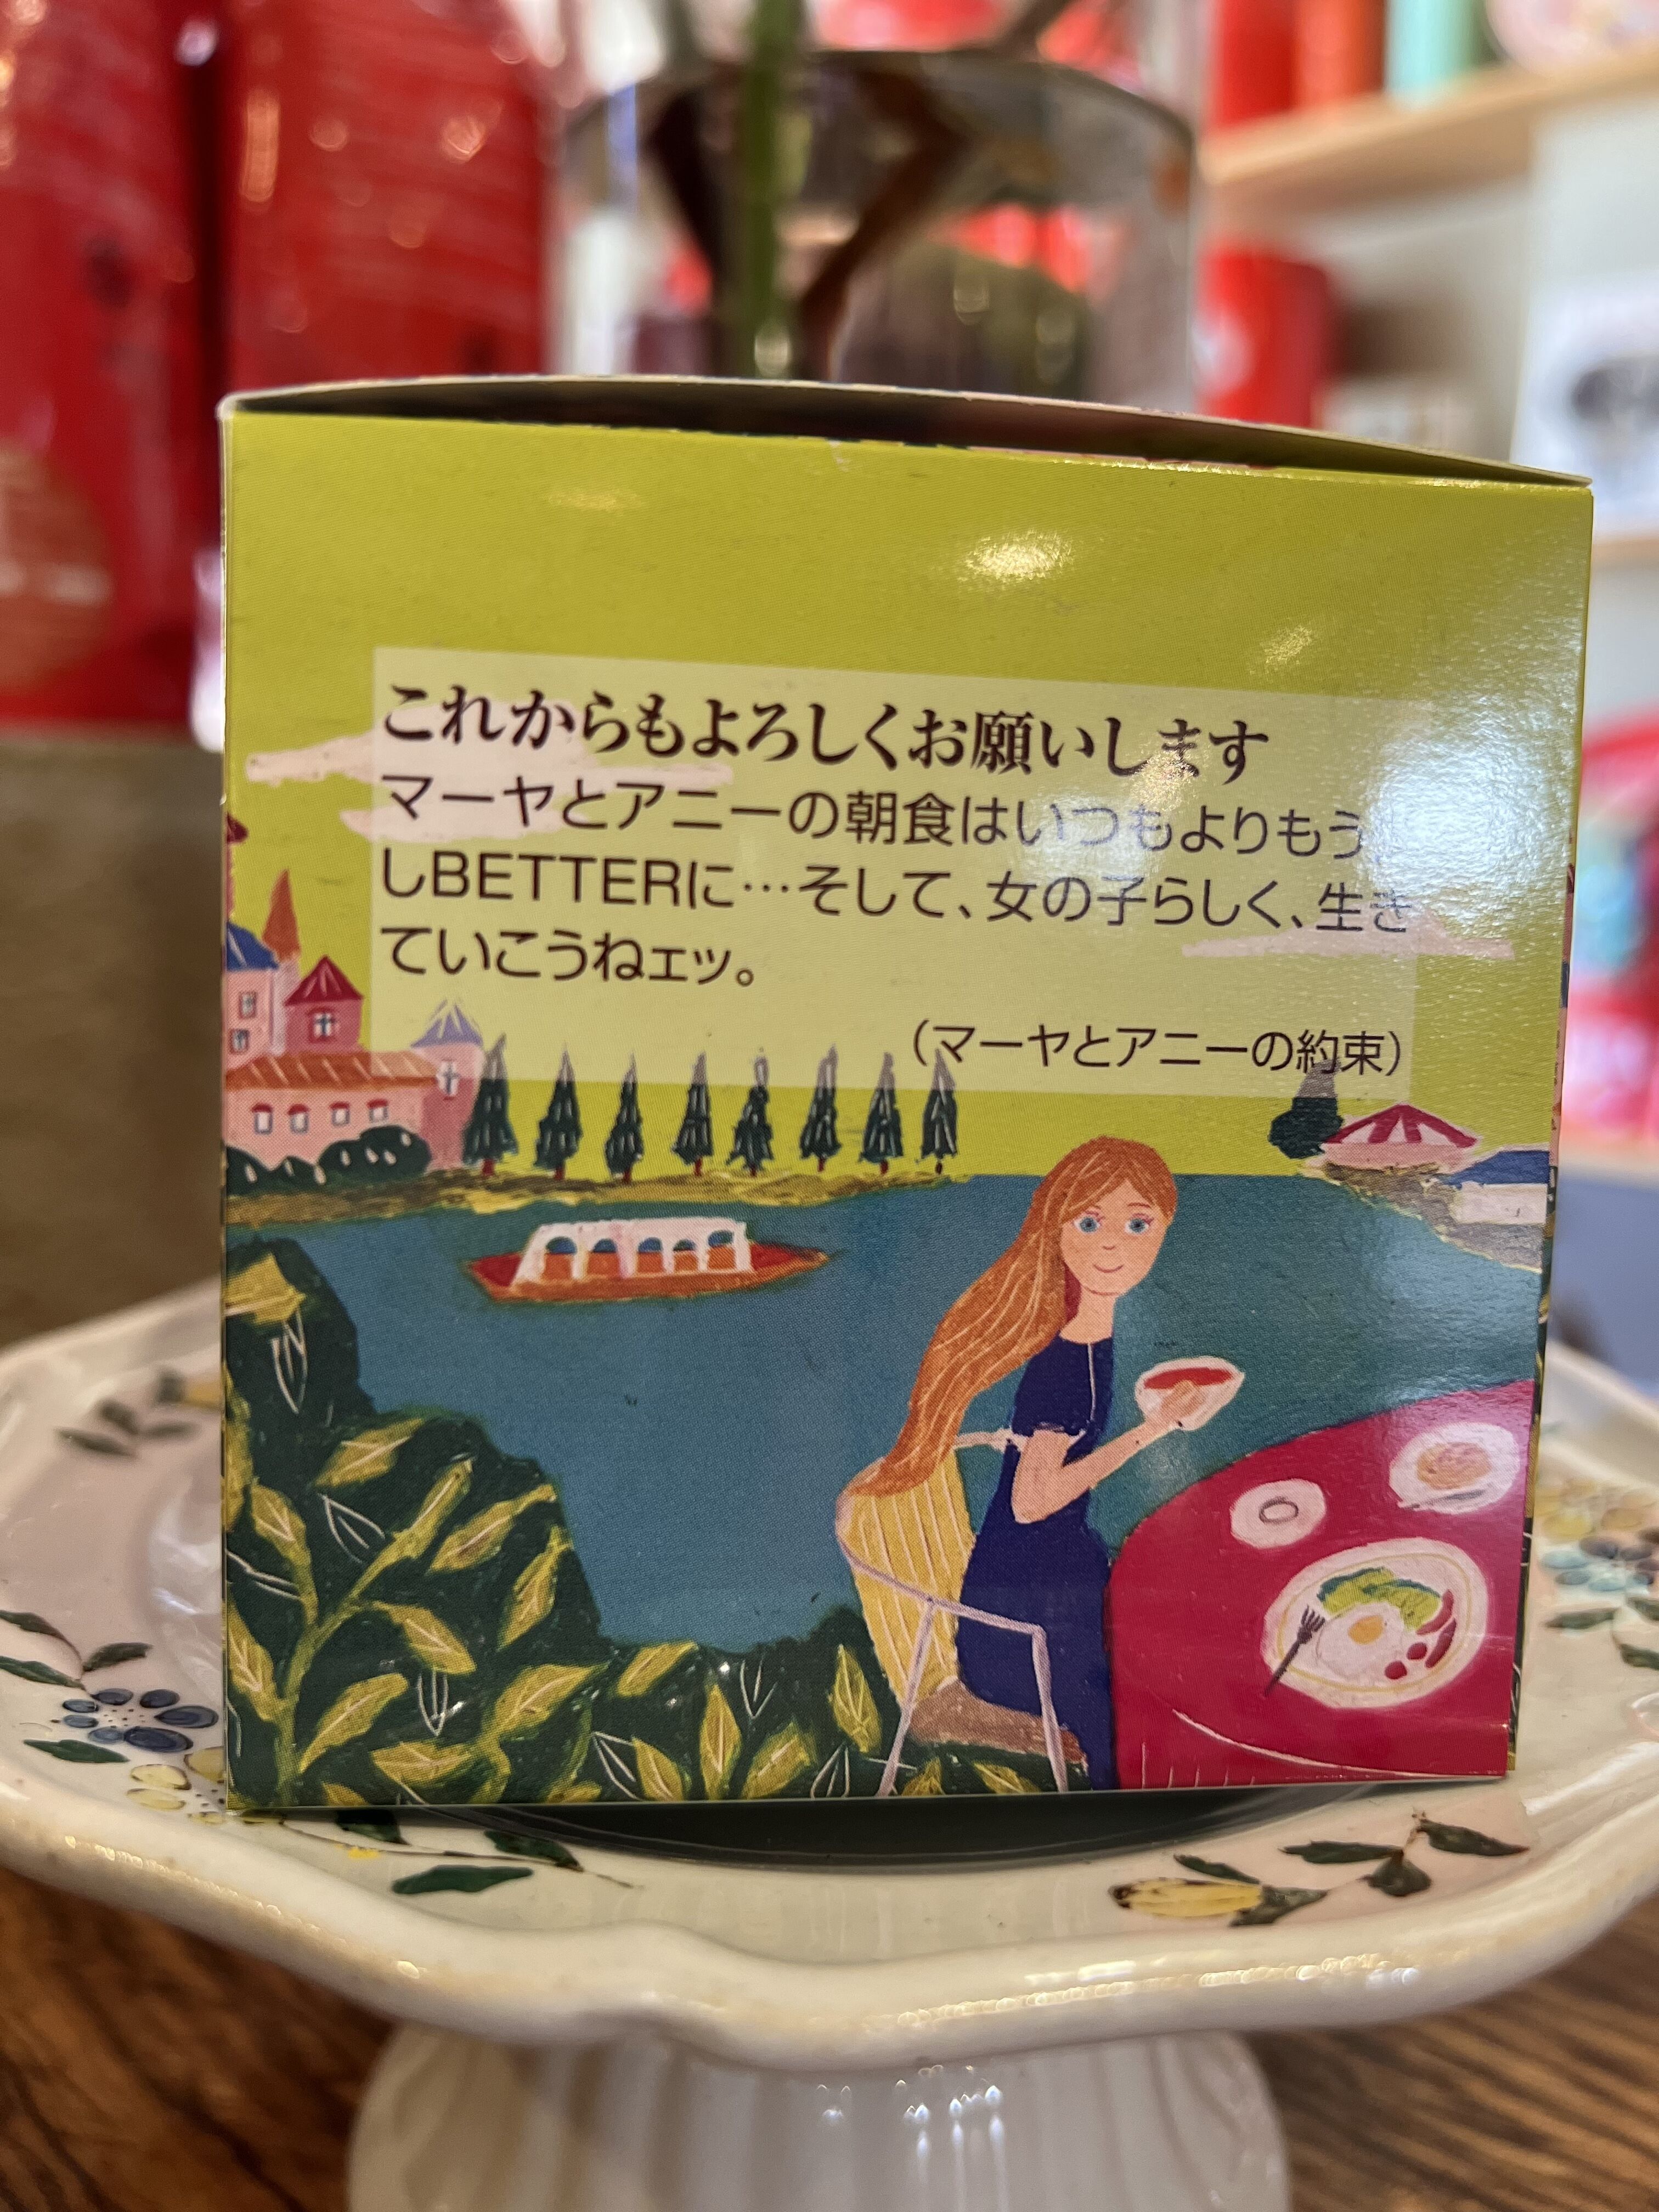 これからもよろしくお願いします
マーヤとアニーの朝食はいつもよりもう少
しBETTERに…そして、女の子らしく、生き
ていこうねェッ。
（マーヤとアニーの約束）